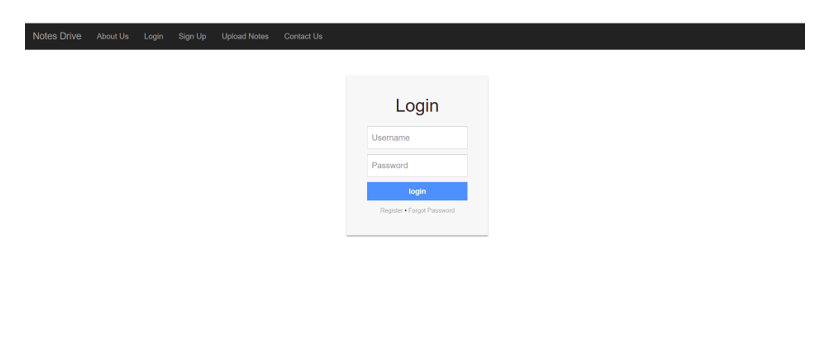 Notes Drive About Us Login Sign Up Upload Notes Contact Us
Login
Username
Password
login
Register • Forgot Password